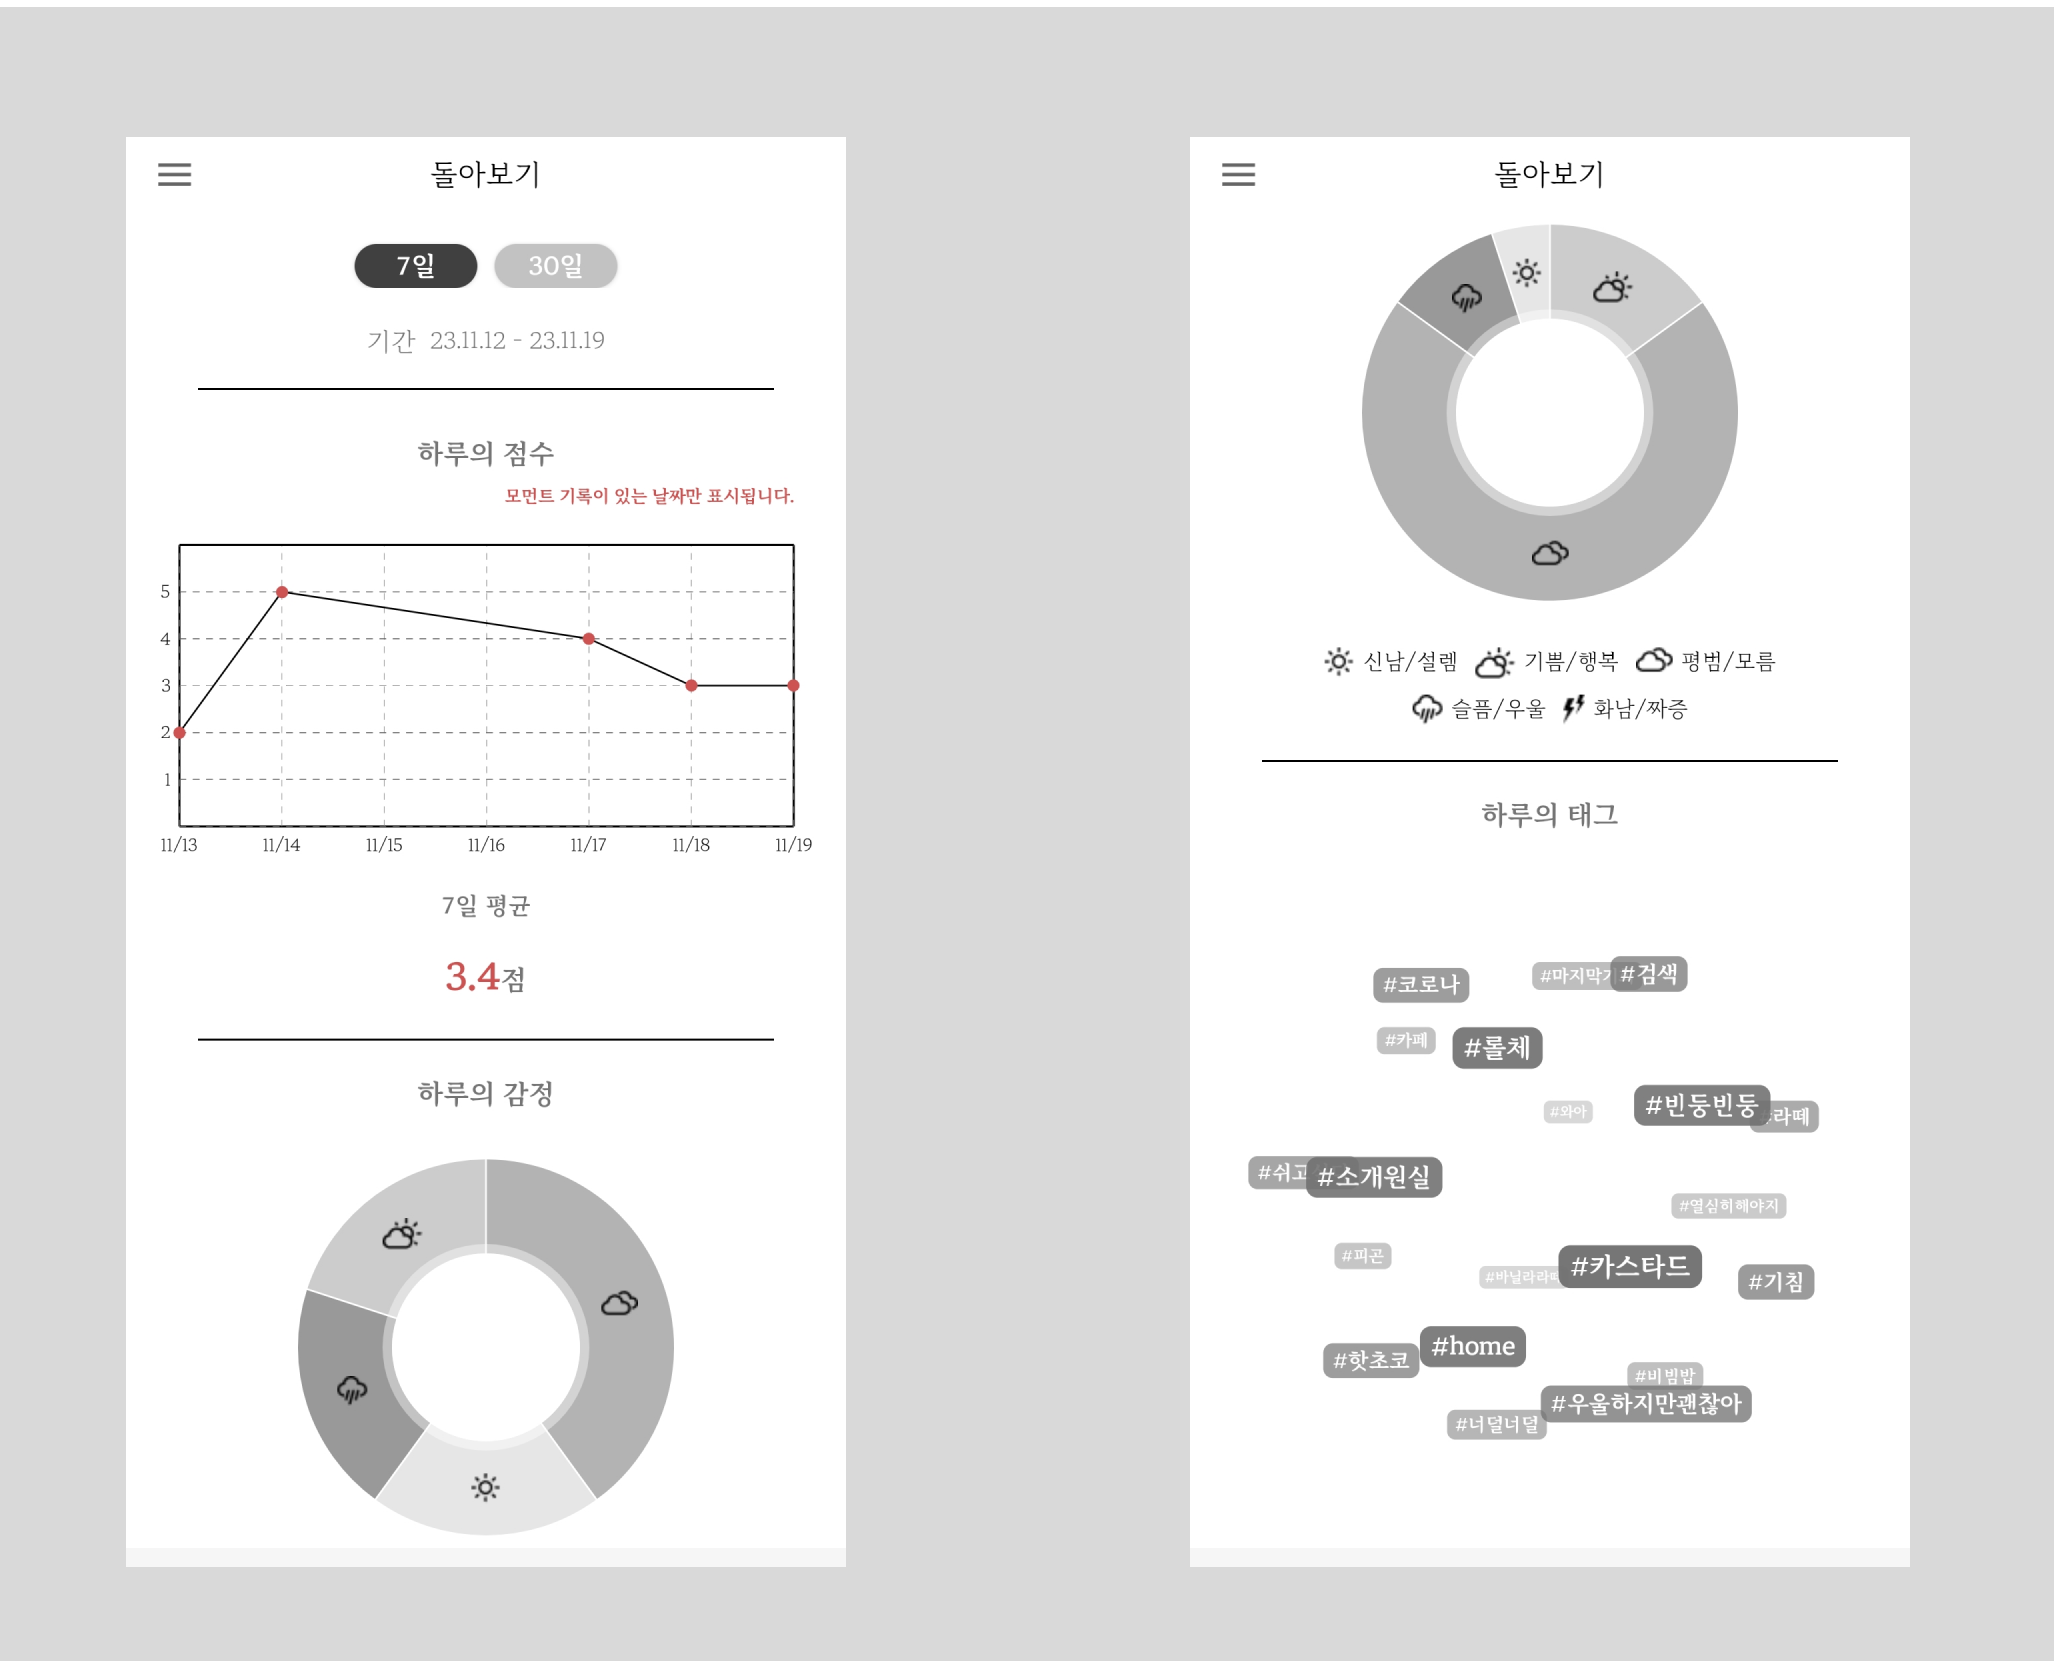 돌아보기
7일 30일
기간 23.11.12 - 23.11.19
하루의 점수
모먼트 기록이 있는 날짜만 표시됩니다.
5
4
3
2
1
11/13 11/14 11/15 11/16 11/17 11/18 11/19
7일 평균
3.4점
하루의 감정
돌아보기
신남/설렘 기쁨/행복 평범/모름
슬픔/우울 화남/짜증
하루의 태그
#코로나 #검색
#카페 #롤체
#와아 #빈둥빈둥 라떼
#쉬고 #소개원실
#열심히해야지
#피곤 #바닐라라떼 #카스타드 #기침
#핫초코 #home
#비빔밥
#우울하지만괜찮아
#너덜너덜